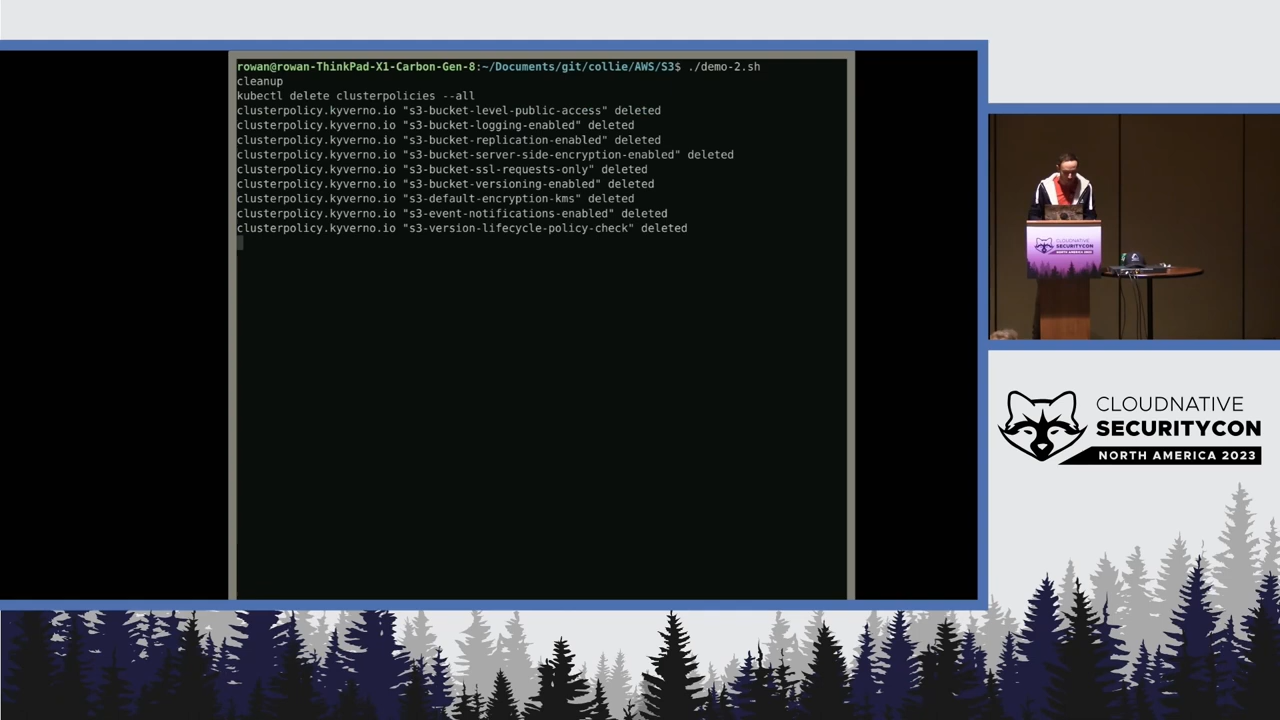 rowan@rowan-ThinkPad-X1-Carbon-Gen-8:~/Documents/git/collie/AWS/S3$ ./demo-2.sh
cleanup
kubectl delete clusterpolicies --all
clusterpolicy.kyverno.io "s3-bucket-level-public-access" deleted
clusterpolicy.kyverno.io "s3-bucket-logging-enabled" deleted
clusterpolicy.kyverno.io "s3-bucket-replication-enabled" deleted
clusterpolicy.kyverno.io "s3-bucket-server-side-encryption-enabled" deleted
clusterpolicy.kyverno.io "s3-bucket-ssl-requests-only" deleted
clusterpolicy.kyverno.io "s3-bucket-versioning-enabled" deleted
clusterpolicy.kyverno.io "s3-default-encryption-kms" deleted
clusterpolicy.kyverno.io "s3-event-notifications-enabled" deleted
clusterpolicy.kyverno.io "s3-version-lifecycle-policy-check" deleted
CLOUDNATIVE
SECURITYCON
CLOUDNATIVE
SECURITYCON
NORTH AMERICA 2023